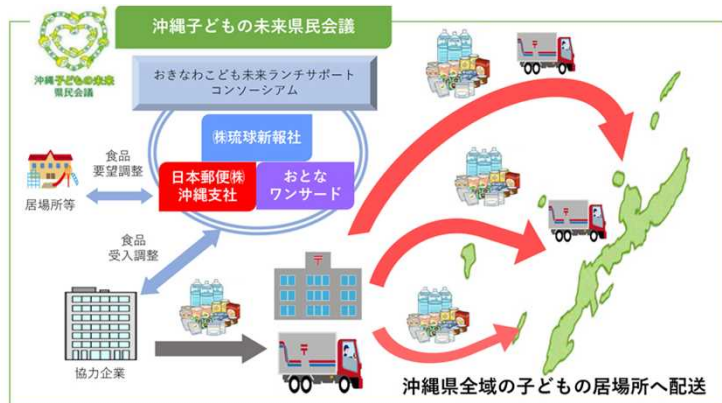 沖縄子どもの未来県民会議
沖縄子どもの未来
県民会議
おきなわこども未来ランチサポート
コンソーシアム
㈱琉球新報社
日本郵便㈱
沖縄支社
おとな
ワンサード
食品
要望調整
居場所等
食品
受入調整
協力企業
沖縄県全域の子どもの居場所へ配送